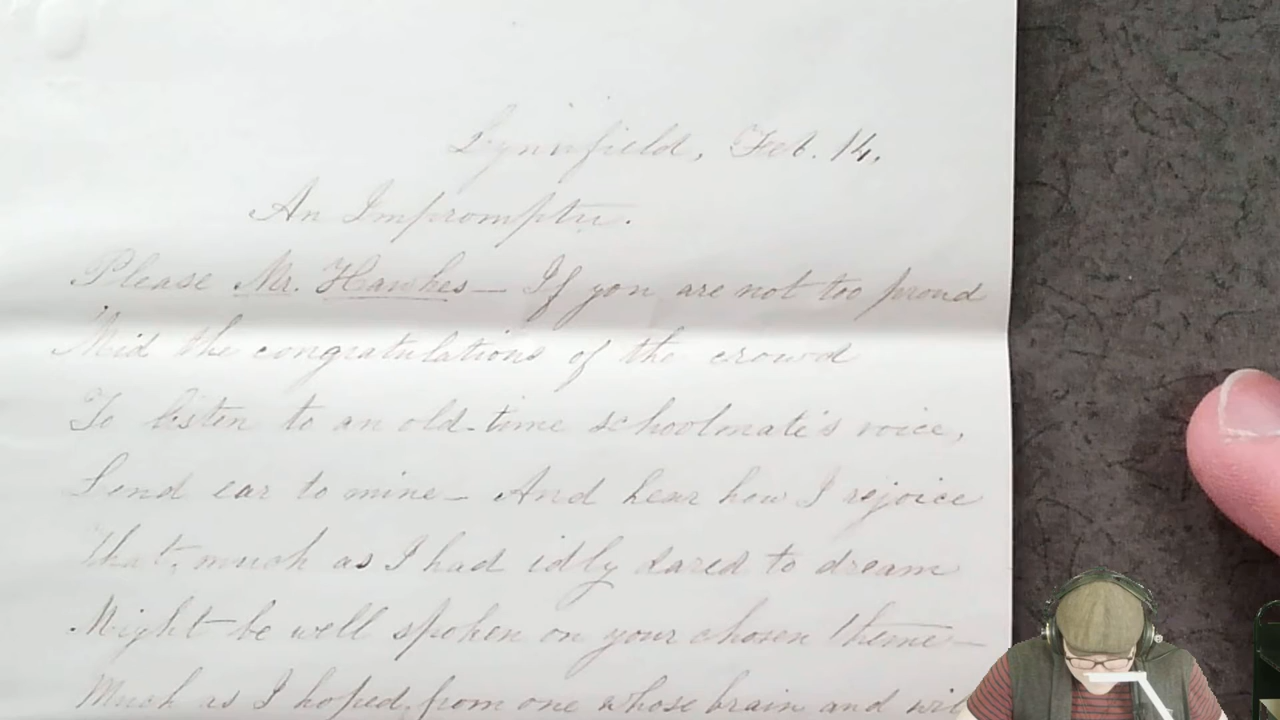 Lynnfield, Feb. 14,
An Impromptu.
Please Mr. Hawkes — If you are not too proud
Mid the congratulations of the crowd
To listen to an old-time schoolmate's voice,
Lend ear to mine — And hear how I rejoice
That, much as I had idly dared to dream
Might be well spoken on your chosen theme —
Much as I hoped from one whose brain and